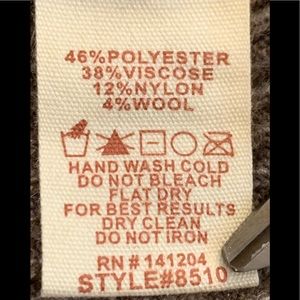 46%POLYESTER
38%VISCOSE
12%NYLON
4%WOOL
HAND WASH COLD
DO NOT BLEACH
FLAT DRY
FOR BEST RESULTS
DRY CLEAN
DO NOT IRON
RN#141204
STYLE#8510